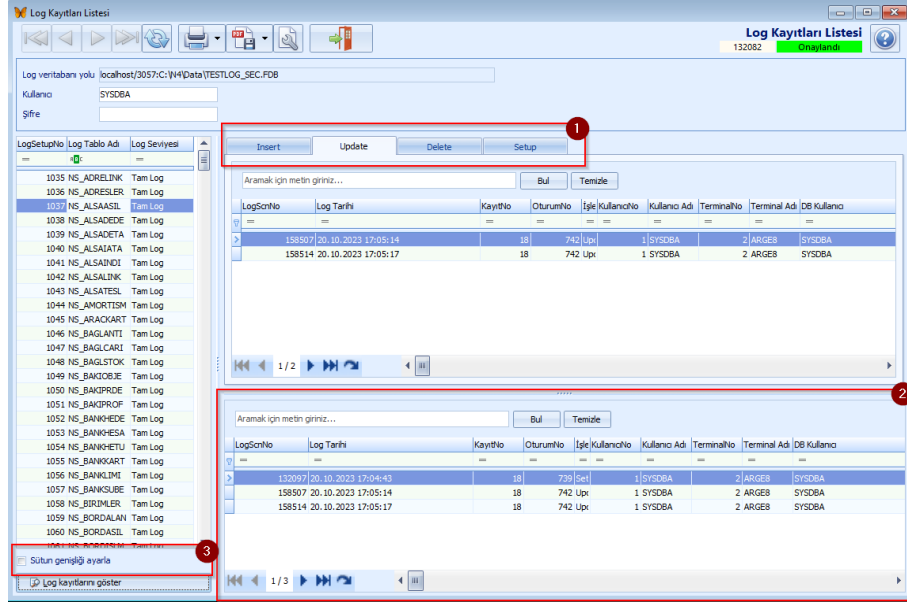 Log Kayıtları Listesi
Log Kayıtları Listesi
132082 Onaylandı
Log veritabanı yolu localhost/3057:C:\N4\Data\TESTLOG_SEC.FDB
Kullanıcı SYSDBA
Şifre
1
LogSetupNo Log Tablo Adı Log Seviyesi
1035 NS_ADRELINK Tam Log
1036 NS_ADRESLER Tam Log
1037 NS_ALSAASIL Tam Log
1038 NS_ALSADEDE Tam Log
1039 NS_ALSADETA Tam Log
1040 NS_ALSAIATA Tam Log
1041 NS_ALSAINDI Tam Log
1042 NS_ALSALINK Tam Log
1043 NS_ALSATESL Tam Log
1044 NS_AMORTISM Tam Log
1045 NS_ARACKART Tam Log
1046 NS_BAGLANTI Tam Log
1047 NS_BAGLCARI Tam Log
1048 NS_BAGLSTOK Tam Log
1049 NS_BAKIOBJE Tam Log
1050 NS_BAKIPRDE Tam Log
1051 NS_BAKIPROF Tam Log
1052 NS_BANKHEDE Tam Log
1053 NS_BANKHESA Tam Log
1054 NS_BANKHETU Tam Log
1055 NS_BANKKART Tam Log
1056 NS_BANKLIMI Tam Log
1057 NS_BANKSUBE Tam Log
1058 NS_BIRIMLER Tam Log
1059 NS_BORDALAN Tam Log
1060 NS_BORDASIL Tam Log
3
Sütun genişliği ayarla
Log kayıtlarını göster
Insert Update Delete Setup
Aramak için metin giriniz... Bul Temizle
LogScnNo Log Tarihi KayıtNo OturumNo İşle KullanıcıNo Kullanıcı Adı TerminalNo Terminal Adı DB Kullanıcı
158507 20.10.2023 17:05:14 18 742 Upd 1 SYSDBA 2 ARGE8 SYSDBA
158514 20.10.2023 17:05:17 18 742 Upd 1 SYSDBA 2 ARGE8 SYSDBA
1 / 2
2
Aramak için metin giriniz... Bul Temizle
LogScnNo Log Tarihi KayıtNo OturumNo İşle KullanıcıNo Kullanıcı Adı TerminalNo Terminal Adı DB Kullanıcı
132097 20.10.2023 17:04:43 18 739 Set 1 SYSDBA 2 ARGE8 SYSDBA
158507 20.10.2023 17:05:14 18 742 Upd 1 SYSDBA 2 ARGE8 SYSDBA
158514 20.10.2023 17:05:17 18 742 Upd 1 SYSDBA 2 ARGE8 SYSDBA
1 / 3